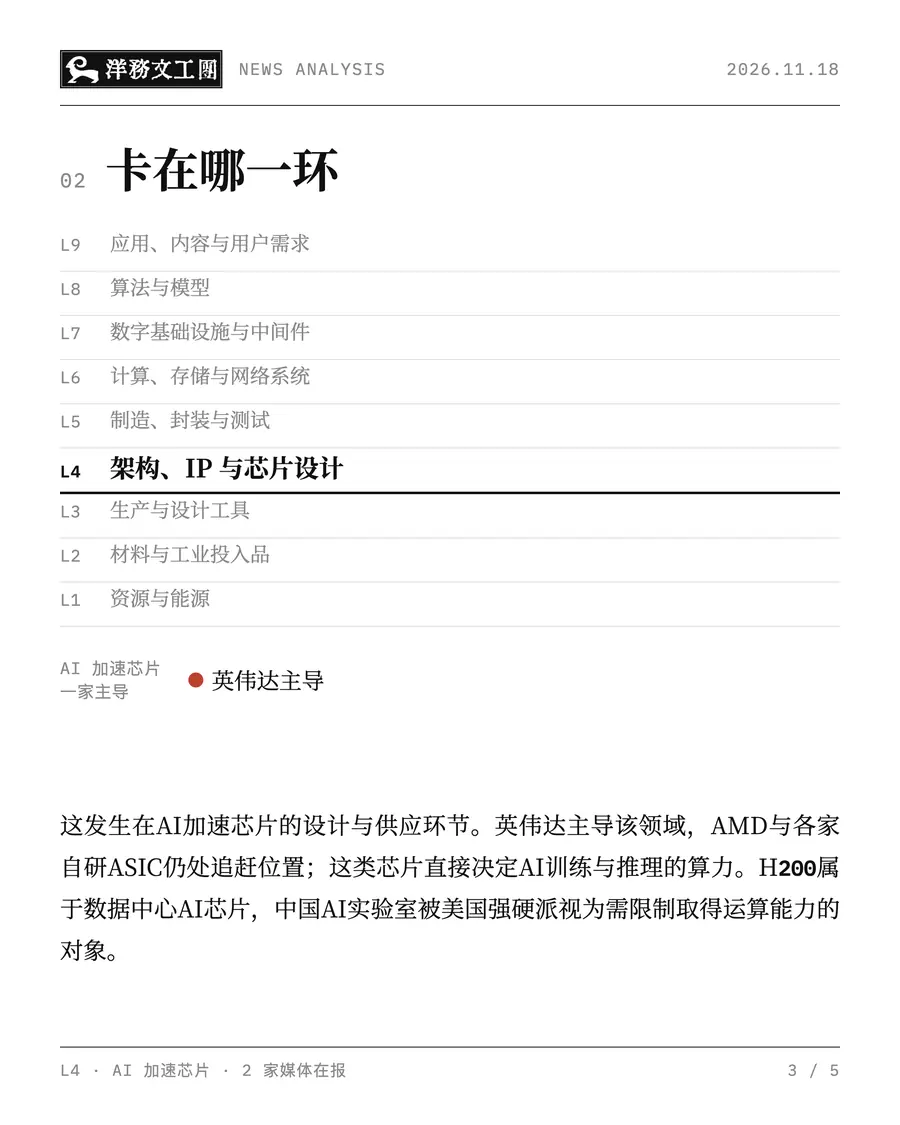 洋務文工團 NEWS ANALYSIS 2026.11.18
02 卡在哪一环
L9 应用、内容与用户需求
L8 算法与模型
L7 数字基础设施与中间件
L6 计算、存储与网络系统
L5 制造、封装与测试
L4 架构、IP 与芯片设计
L3 生产与设计工具
L2 材料与工业投入品
L1 资源与能源
AI 加速芯片
一家主导
英伟达主导
这发生在AI加速芯片的设计与供应环节。英伟达主导该领域，AMD与各家
自研ASIC仍处追赶位置；这类芯片直接决定AI训练与推理的算力。H200属
于数据中心AI芯片，中国AI实验室被美国强硬派视为需限制取得运算能力的
对象。
L4 · AI 加速芯片 · 2 家媒体在报 3 / 5